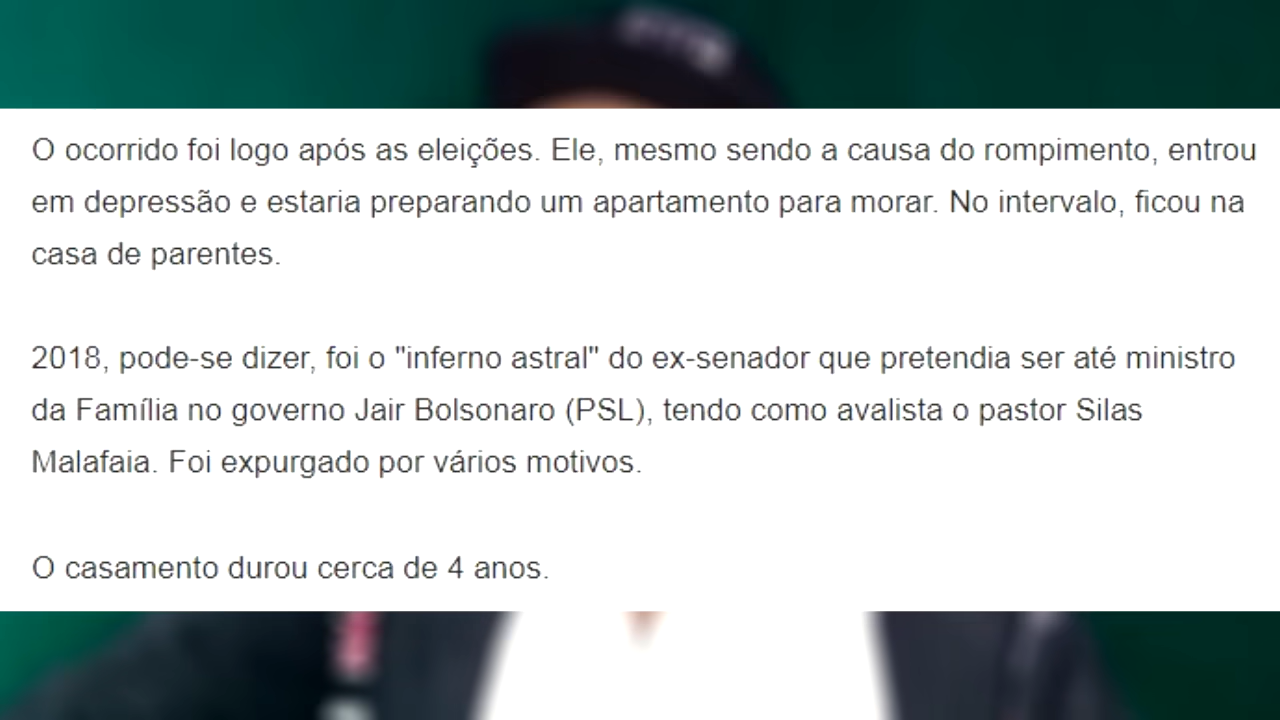 O ocorrido foi logo após as eleições. Ele, mesmo sendo a causa do rompimento, entrou
em depressão e estaria preparando um apartamento para morar. No intervalo, ficou na
casa de parentes.
2018, pode-se dizer, foi o "inferno astral" do ex-senador que pretendia ser até ministro
da Família no governo Jair Bolsonaro (PSL), tendo como avalista o pastor Silas
Malafaia. Foi expurgado por vários motivos.
O casamento durou cerca de 4 anos.